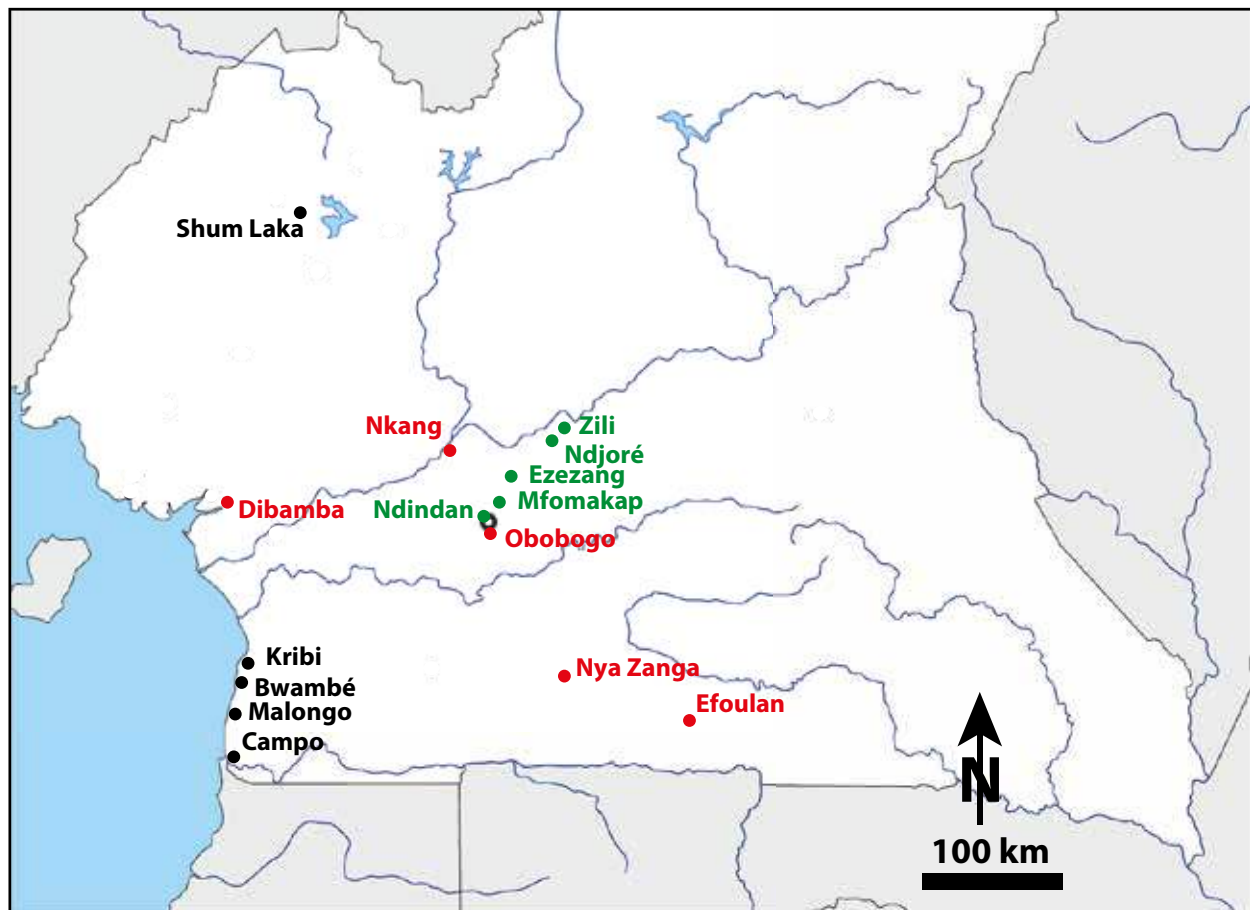 Shum Laka
Nkang
Zili
Ndjoré
Ezezang
Mfomakap
Dibamba
Ndindan
Obobogo
Kribi
Bwambé
Malongo
Campo
Nya Zanga
Efoulan
N
100 km